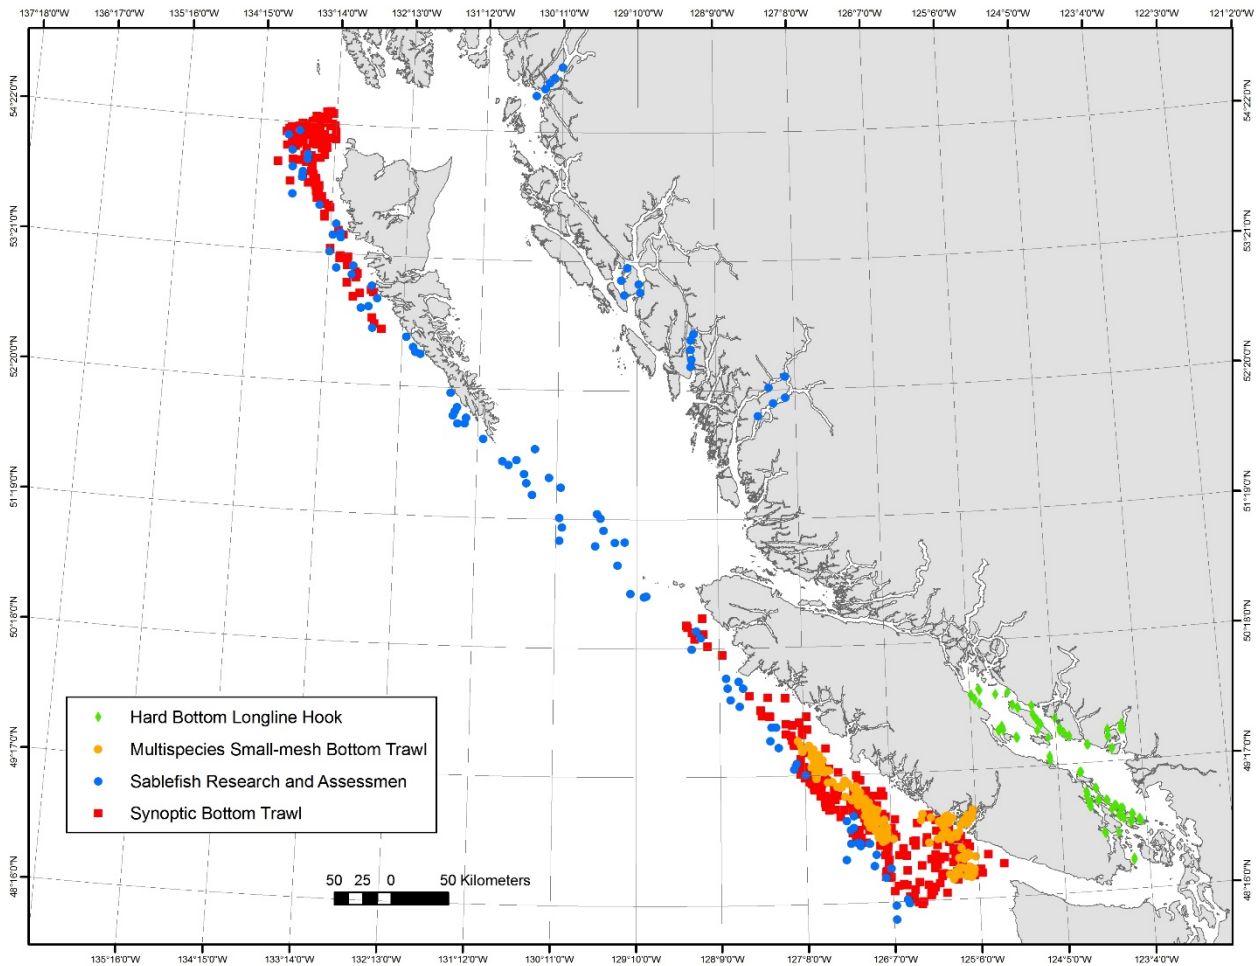 137°18'0"W 136°17'0"W 135°16'0"W 134°15'0"W 133°14'0"W 132°13'0"W 131°12'0"W 130°11'0"W 129°10'0"W 128°9'0"W 127°8'0"W 126°7'0"W 125°6'0"W 124°5'0"W 123°4'0"W 122°3'0"W 121°2'0"W
54°22'0"N 54°22'0"N
53°21'0"N 53°21'0"N
52°20'0"N 52°20'0"N
51°19'0"N 51°19'0"N
50°18'0"N 50°18'0"N
49°17'0"N 49°17'0"N
48°16'0"N 48°16'0"N
Hard Bottom Longline Hook
Multispecies Small-mesh Bottom Trawl
Sablefish Research and Assessmen
Synoptic Bottom Trawl
50 25 0 50 Kilometers
135°16'0"W 134°15'0"W 133°14'0"W 132°13'0"W 131°12'0"W 130°11'0"W 129°10'0"W 128°9'0"W 127°8'0"W 126°7'0"W 125°6'0"W 124°5'0"W 123°4'0"W